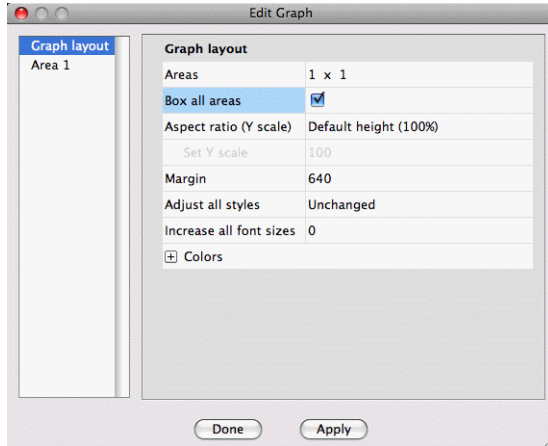 Edit Graph
Graph layout
Area 1
Graph layout
Areas 1 x 1
Box all areas
Aspect ratio (Y scale) Default height (100%)
Set Y scale 100
Margin 640
Adjust all styles Unchanged
Increase all font sizes 0
Colors
Done Apply